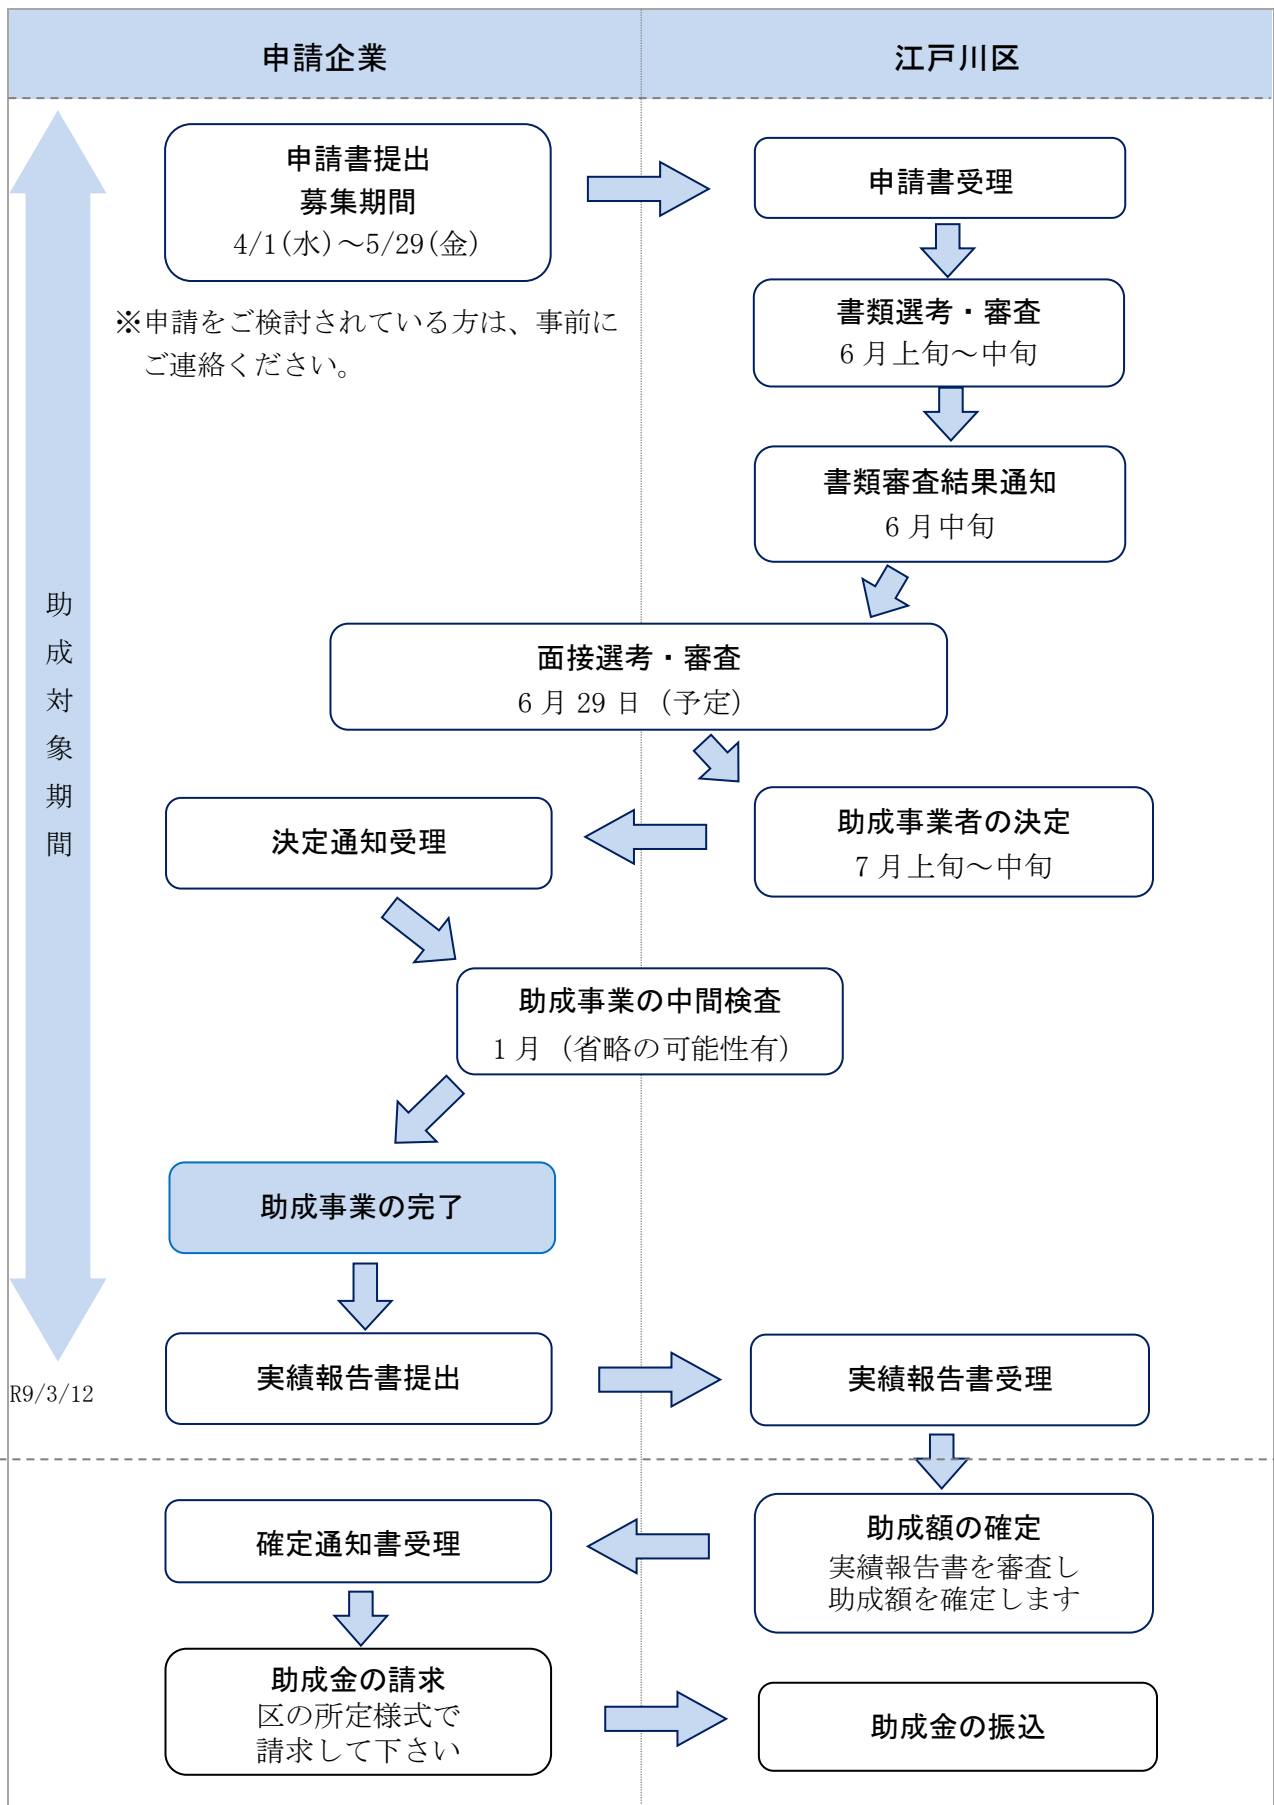 申請企業
江戸川区
申請書提出
募集期間
4/1(水)～5/29(金)
申請書受理
※申請をご検討されている方は、事前に
ご連絡ください。
書類選考・審査
6月上旬～中旬
書類審査結果通知
6月中旬
助成対象期間
面接選考・審査
6月29日（予定）
助成事業者の決定
7月上旬～中旬
決定通知受理
助成事業の中間検査
1月（省略の可能性有）
助成事業の完了
実績報告書提出
実績報告書受理
R9/3/12
助成額の確定
実績報告書を審査し
助成額を確定します
確定通知書受理
助成金の請求
区の所定様式で
請求して下さい
助成金の振込